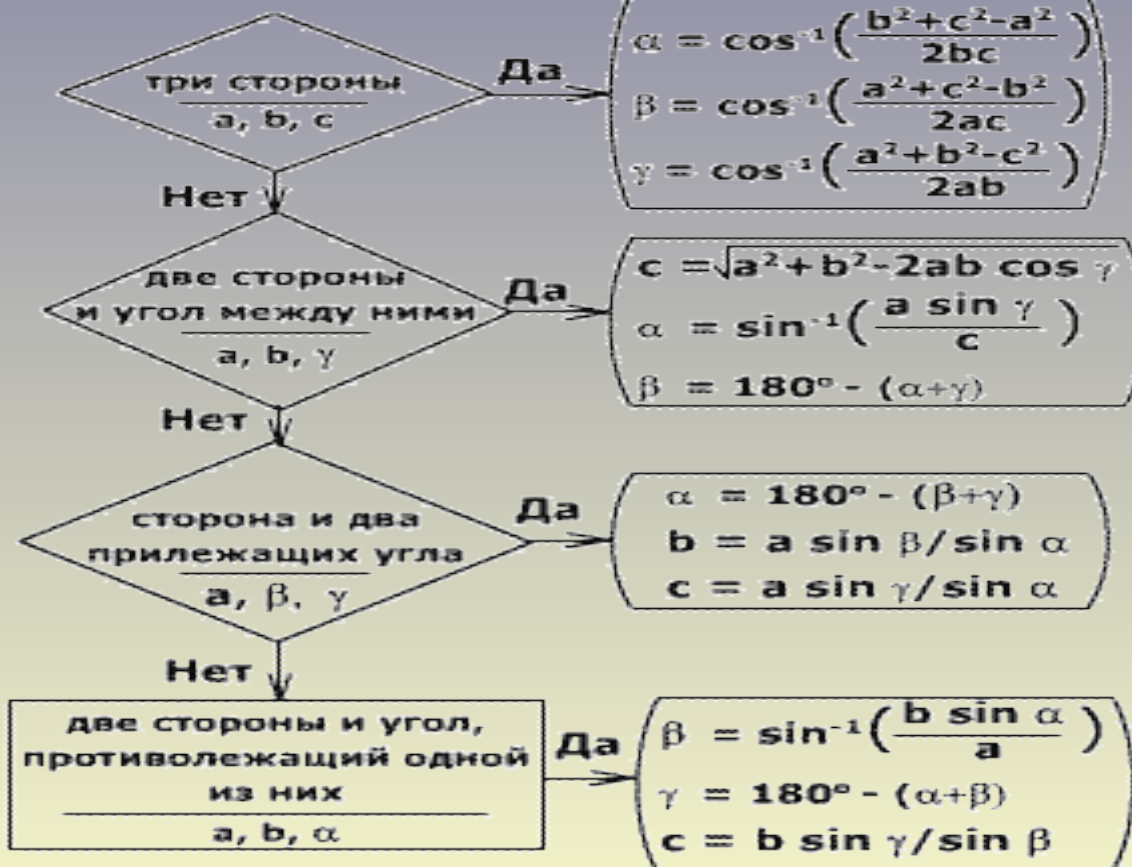 три стороны
a, b, c
Да
α = cos⁻¹((b²+c²-a²)/(2bc))
β = cos⁻¹((a²+c²-b²)/(2ac))
γ = cos⁻¹((a²+b²-c²)/(2ab))
Нет
две стороны
и угол между ними
a, b, γ
Да
c =√(a²+b²-2ab cos γ)
α = sin⁻¹((a sin γ)/c)
β = 180° - (α+γ)
Нет
сторона и два
прилежащих угла
a, β, γ
Да
α = 180° - (β+γ)
b = a sin β/sin α
c = a sin γ/sin α
Нет
две стороны и угол,
противолежащий одной
из них
a, b, α
Да
β = sin⁻¹((b sin α)/a)
γ = 180° - (α+β)
c = b sin γ/sin β